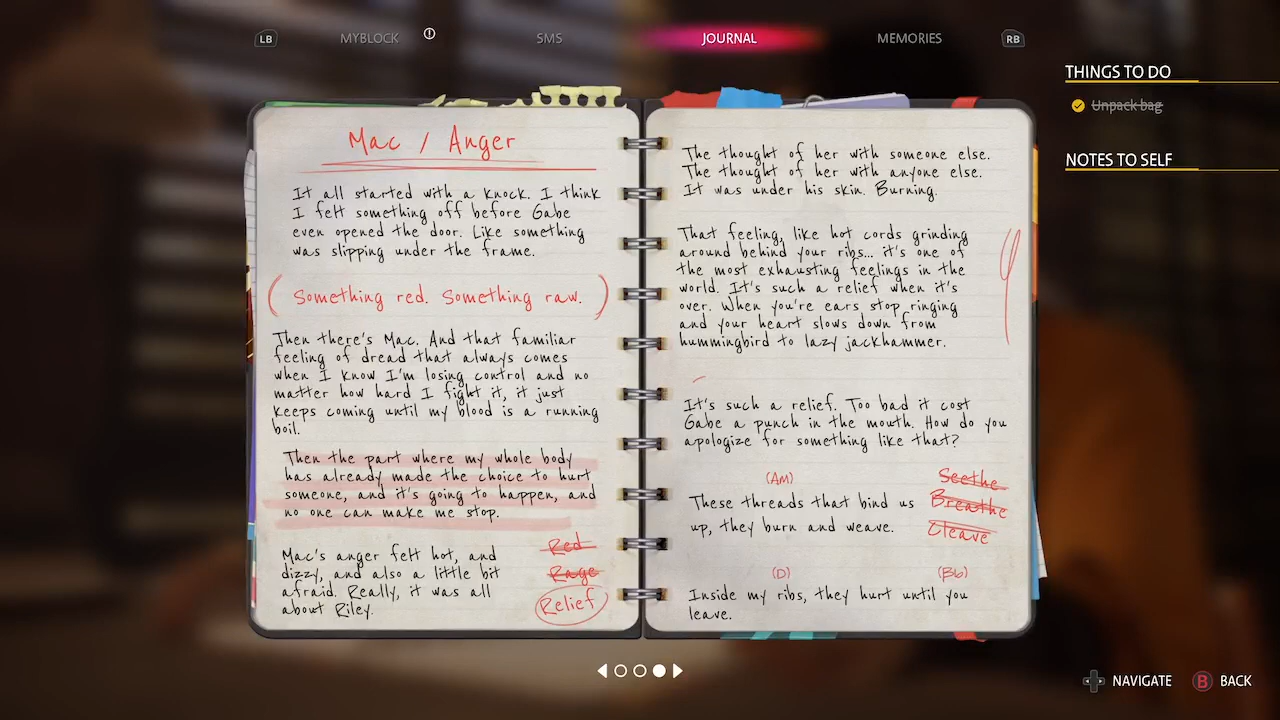 LB
MYBLOCK
SMS
JOURNAL
MEMORIES
RB
THINGS TO DO
Unpack bag
NOTES TO SELF
Mac / Anger
It all started with a knock. I think
I felt something off before Gabe
even opened the door. Like something
was slipping under the frame.
(Something red. Something raw.)
Then there's Mac. And that familiar
feeling of dread that always comes
when I know I'm losing control and no
matter how hard I fight it, it just
keeps coming until my blood is a running
boil.
Then the part where my whole body
has already made the choice to hurt
someone, and it's going to happen, and
no one can make me stop.
Mac's anger felt hot, and
dizzy, and also a little bit
afraid. Really, it was all
about Riley.
Red
Rage
Relief
The thought of her with someone else.
The thought of her with anyone else.
It was under his skin. Burning.
That feeling, like hot cords grinding
around behind your ribs... it's one of
the most exhausting feelings in the
world. It's such a relief when it's
over. When you're ears stop ringing
and your heart slows down from
hummingbird to lazy jackhammer.
It's such a relief. Too bad it cost
Gabe a punch in the mouth. How do you
apologize for something like that?
(Am)
These threads that bind us
up, they burn and weave.
Seethe
Breathe
Cleave
(D) (Bb)
Inside my ribs, they hurt until you
leave.
NAVIGATE
B BACK